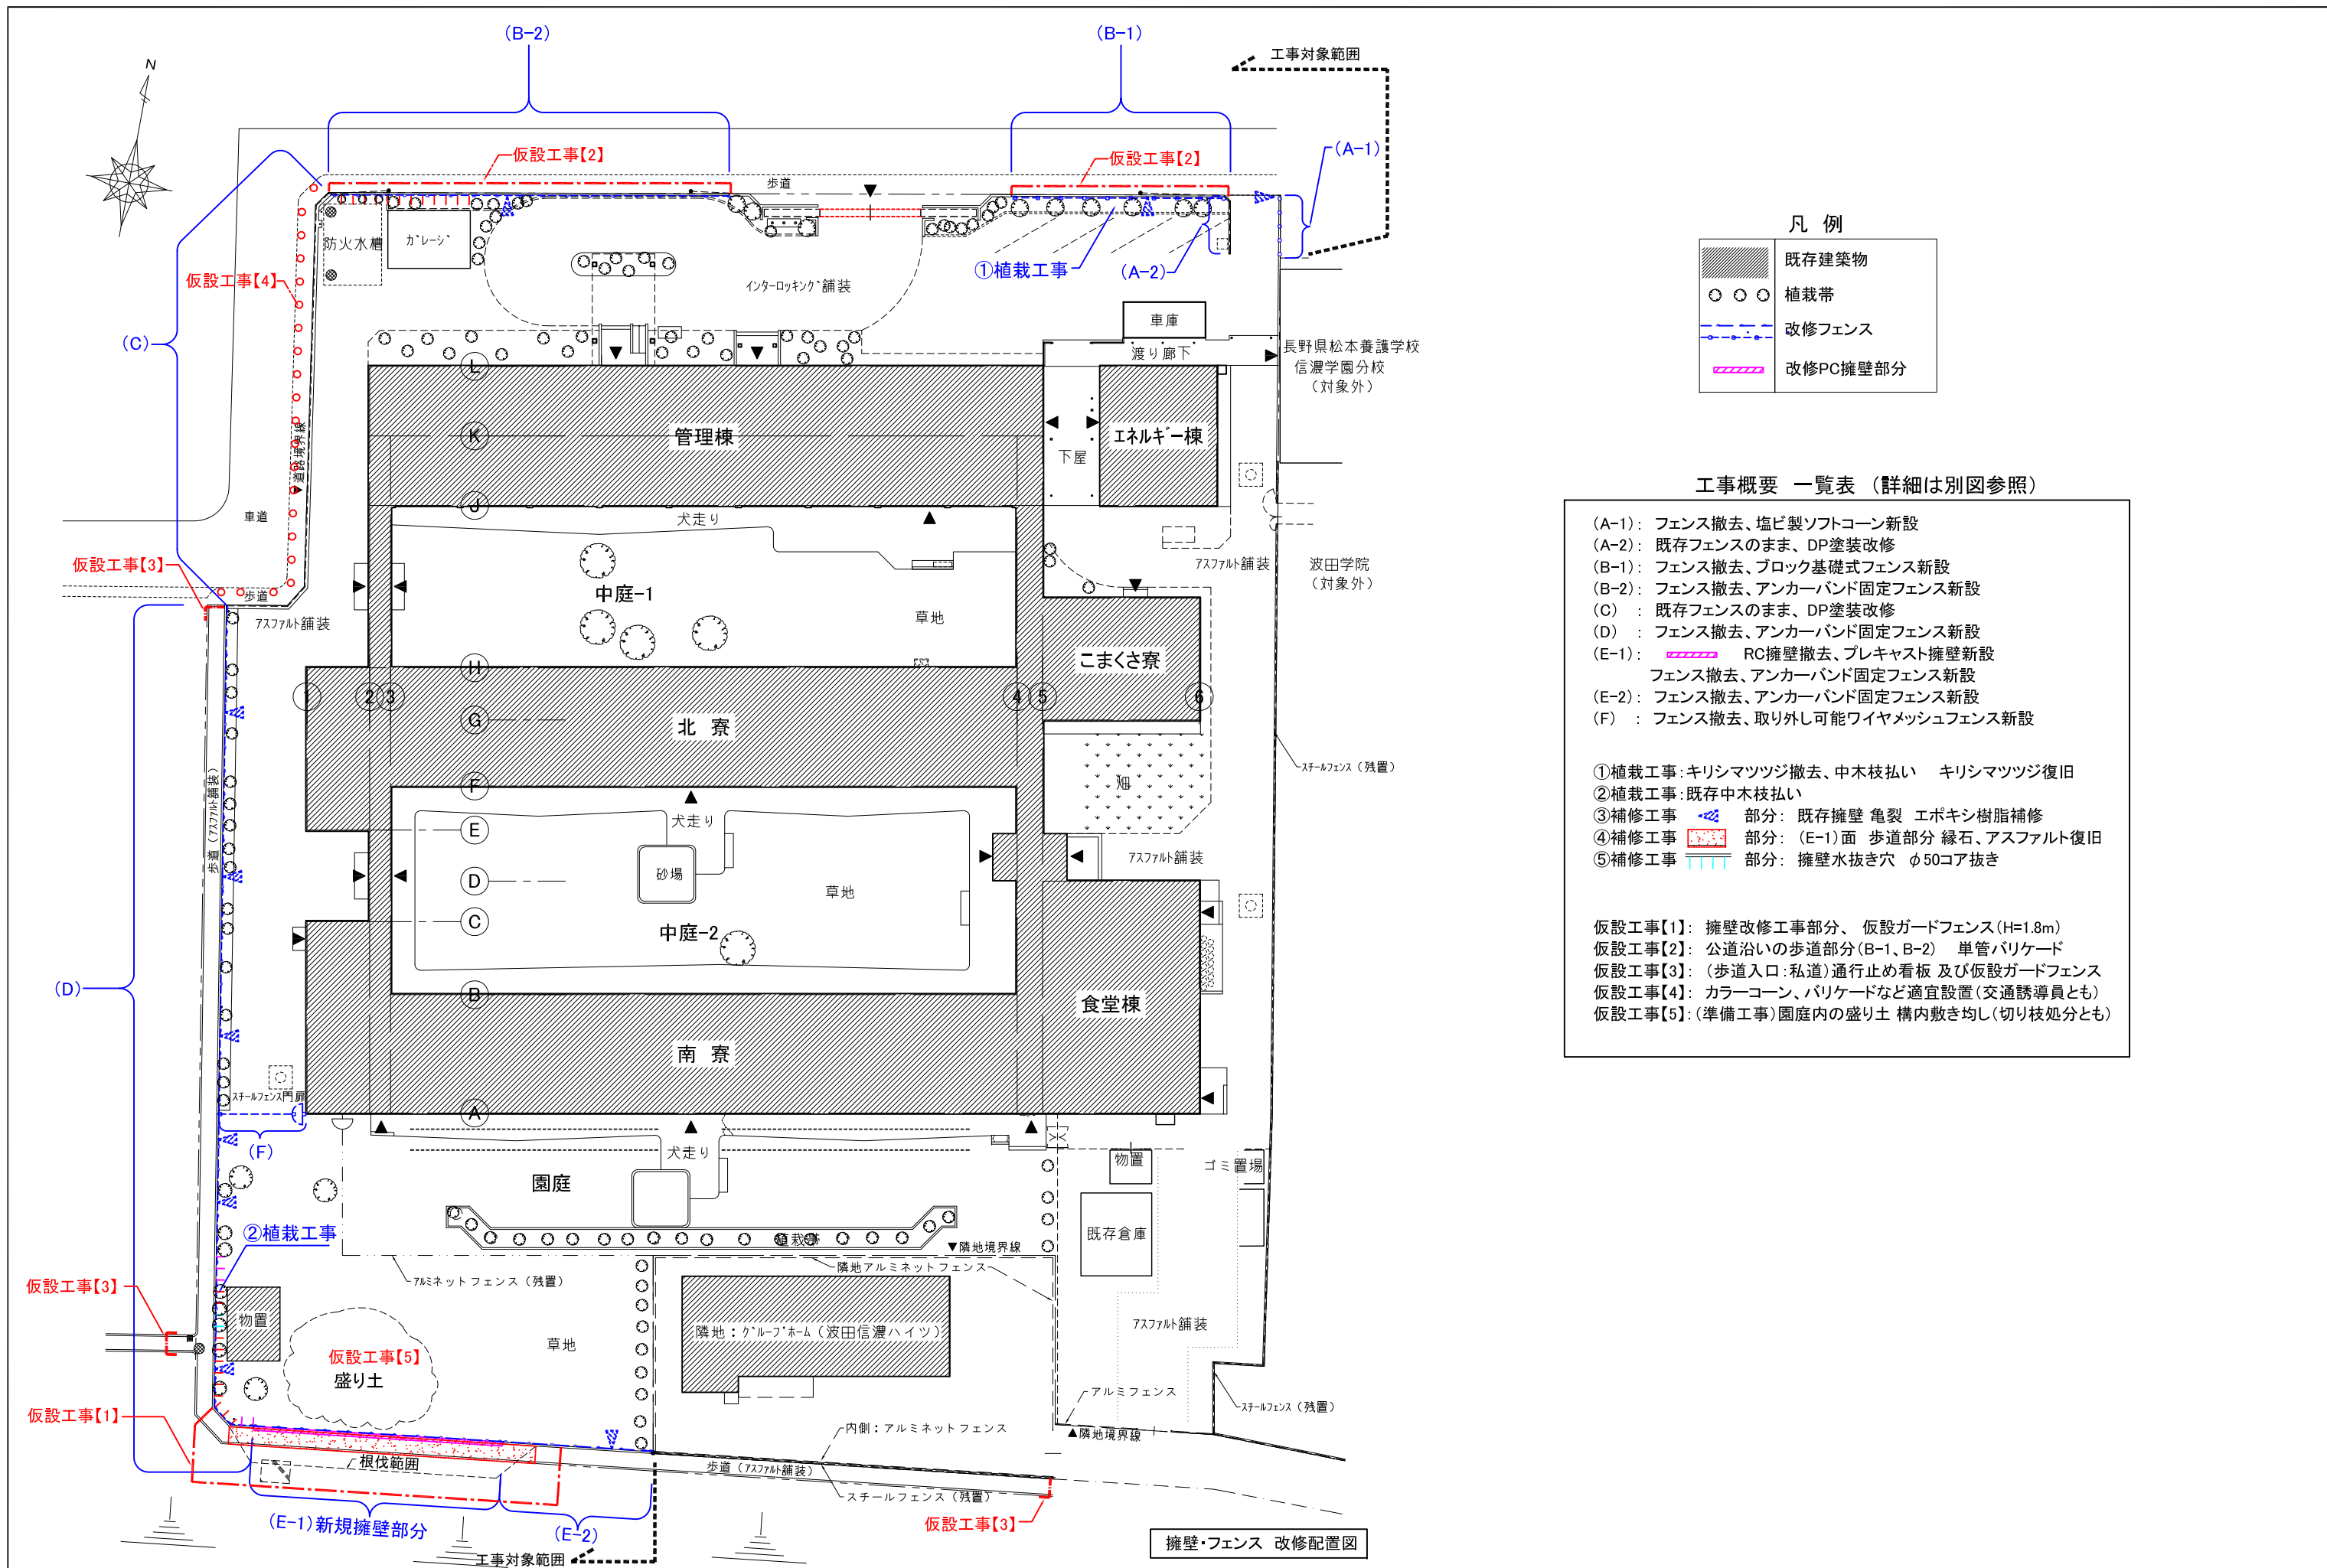 (B-2)
(B-1)
工事対象範囲
N
(A-1)
仮設工事【2】
仮設工事【2】
歩道
防火水槽
ガレージ
仮設工事【4】
インターロッキング舗装
①植栽工事
(A-2)
(C)
車庫
渡り廊下
長野県松本養護学校
信濃学園分校
(対象外)
L
K
J
管理棟
エネルギー棟
下屋
▼道路境界線
車道
犬走り
仮設工事【3】
歩道
アスファルト舗装
中庭-1
草地
アスファルト舗装
波田学院
(対象外)
こまくさ寮
H
1
2
3
4
5
6
G
北 寮
スチールフェンス(残置)
畑
F
犬走り
E
歩道(アスファルト舗装)
砂場
アスファルト舗装
D
草地
C
中庭-2
(D)
B
食堂棟
南 寮
スチールフェンス門扉
A
(F)
犬走り
物置
ゴミ置場
園庭
②植栽工事
植栽帯
既存倉庫
▼隣地境界線
隣地アルミネットフェンス
アルミネットフェンス(残置)
仮設工事【3】
物置
隣地:グループホーム(波田信濃ハイツ)
アスファルト舗装
草地
仮設工事【5】
盛り土
アルミフェンス
スチールフェンス(残置)
仮設工事【1】
内側:アルミネットフェンス
▲隣地境界線
根伐範囲
歩道(アスファルト舗装)
スチールフェンス(残置)
(E-1)新規擁壁部分
(E-2)
仮設工事【3】
工事対象範囲
擁壁・フェンス 改修配置図
凡 例
既存建築物
植栽帯
改修フェンス
改修PC擁壁部分
工事概要 一覧表 (詳細は別図参照)
(A-1): フェンス撤去、塩ビ製ソフトコーン新設
(A-2): 既存フェンスのまま、DP塗装改修
(B-1): フェンス撤去、ブロック基礎式フェンス新設
(B-2): フェンス撤去、アンカーバンド固定フェンス新設
(C) : 既存フェンスのまま、DP塗装改修
(D) : フェンス撤去、アンカーバンド固定フェンス新設
(E-1): RC擁壁撤去、プレキャスト擁壁新設
フェンス撤去、アンカーバンド固定フェンス新設
(E-2): フェンス撤去、アンカーバンド固定フェンス新設
(F) : フェンス撤去、取り外し可能ワイヤメッシュフェンス新設
①植栽工事:キリシマツツジ撤去、中木枝払い キリシマツツジ復旧
②植栽工事:既存中木枝払い
③補修工事 部分: 既存擁壁 亀裂 エポキシ樹脂補修
④補修工事 部分: (E-1)面 歩道部分 縁石、アスファルト復旧
⑤補修工事 部分: 擁壁水抜き穴 φ50コア抜き
仮設工事【1】: 擁壁改修工事部分、 仮設ガードフェンス(H=1.8m)
仮設工事【2】: 公道沿いの歩道部分(B-1、B-2) 単管バリケード
仮設工事【3】: (歩道入口:私道)通行止め看板 及び仮設ガードフェンス
仮設工事【4】: カラーコーン、バリケードなど適宜設置(交通誘導員とも)
仮設工事【5】:(準備工事)園庭内の盛り土 構内敷き均し(切り枝処分とも)